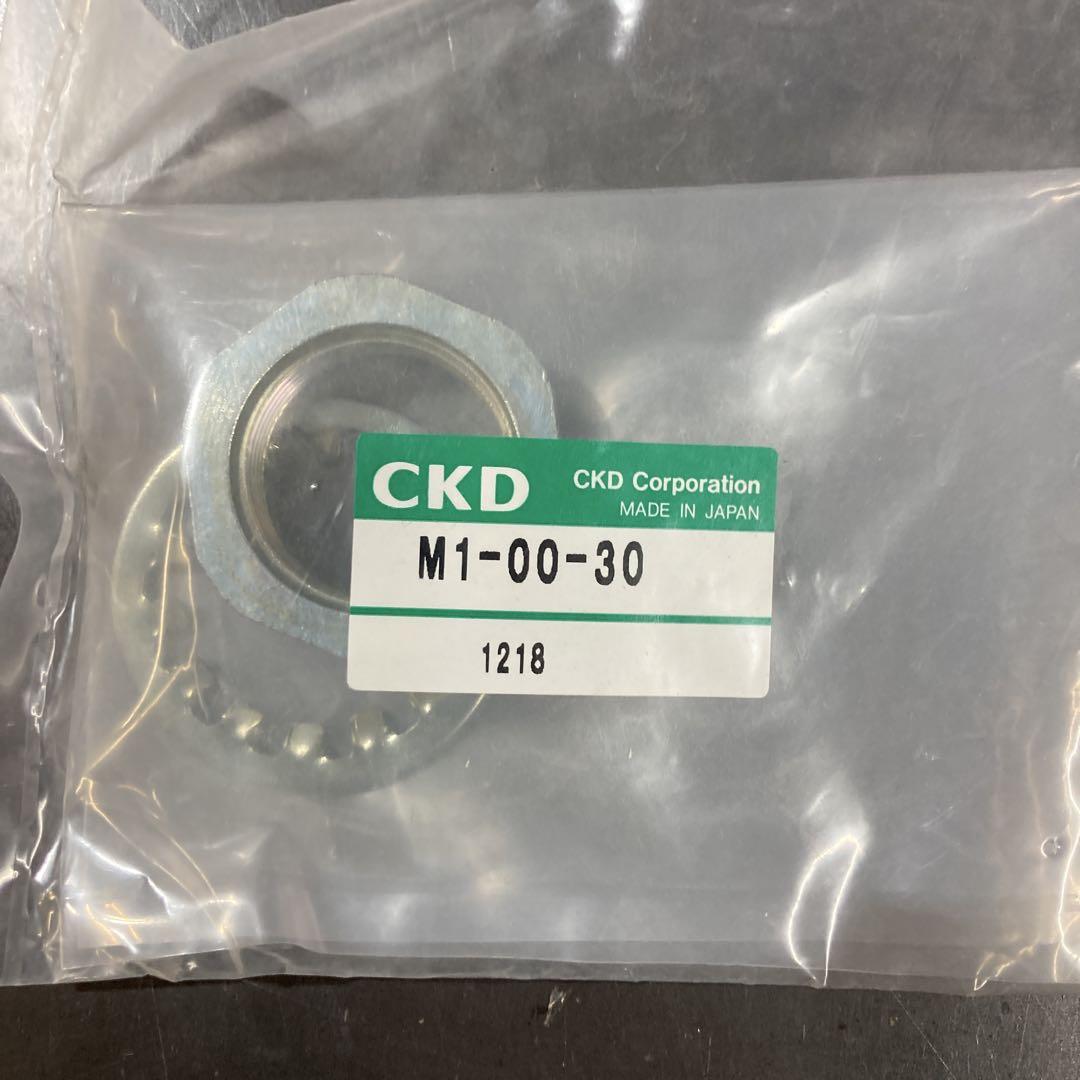 CKD CKD Corporation
MADE IN JAPAN
M1-00-30
1218